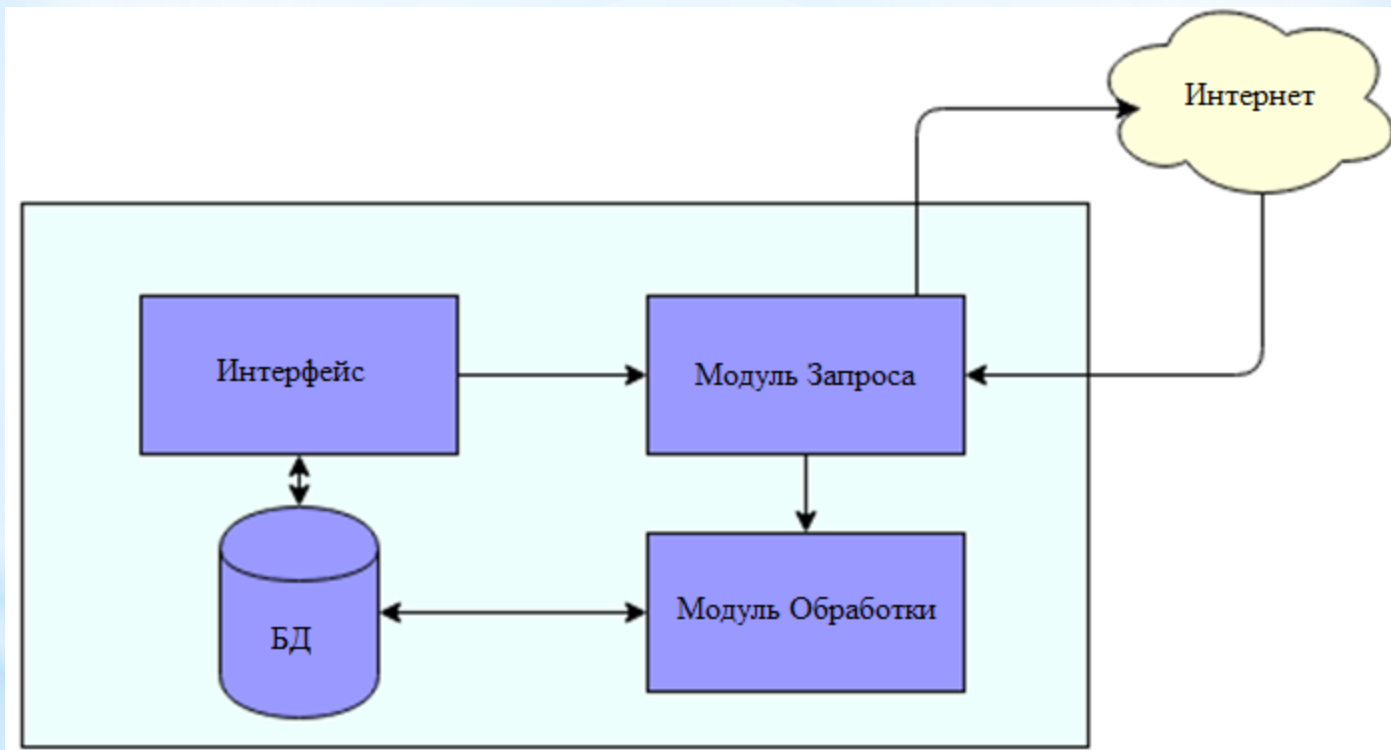 Интернет
Интерфейс
Модуль Запроса
БД
Модуль Обработки